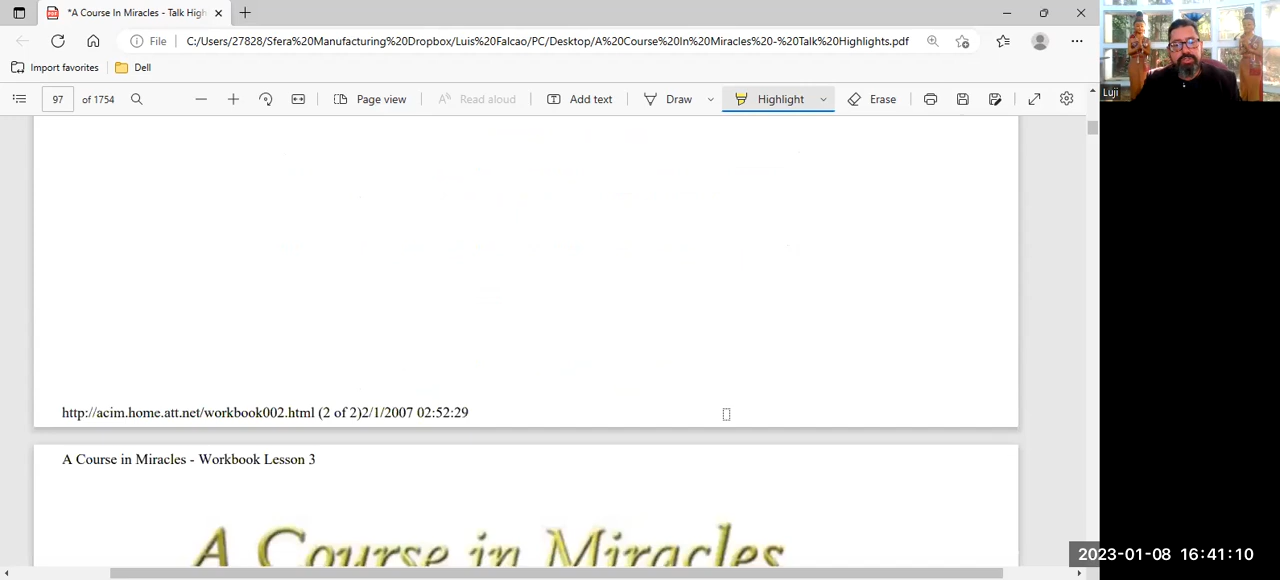 *A Course In Miracles - Talk High
File
C:/Users/27828/Sfera%20Manufacturing%20Dropbox/Luis%20Falcao/PC/Desktop/A%20Course%20In%20Miracles%20-%20Talk%20Highlights.pdf
Import favorites
Dell
97 of 1754
Page view
Read aloud
Add text
Draw
Highlight
Erase
http://acim.home.att.net/workbook002.html (2 of 2)2/1/2007 02:52:29
A Course in Miracles - Workbook Lesson 3
A Course in Miracles
Luji
2023-01-08 16:41:10